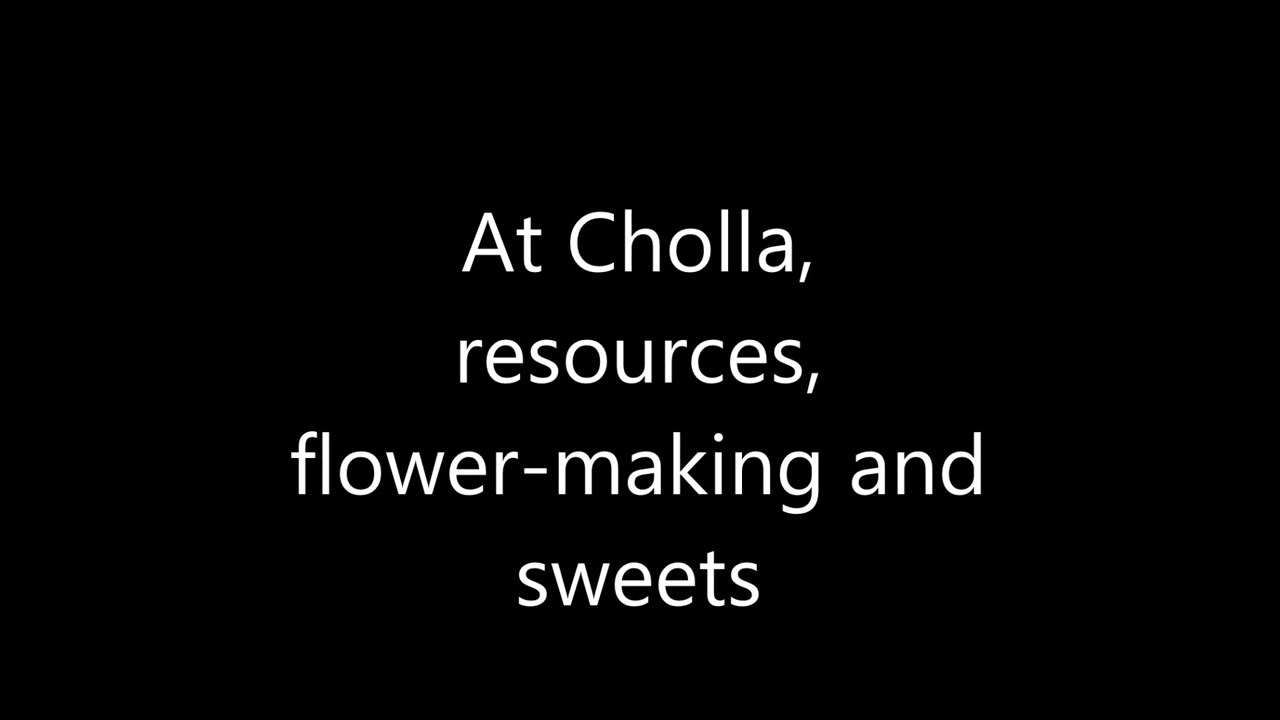 At Cholla,
resources,
flower-making and
sweets